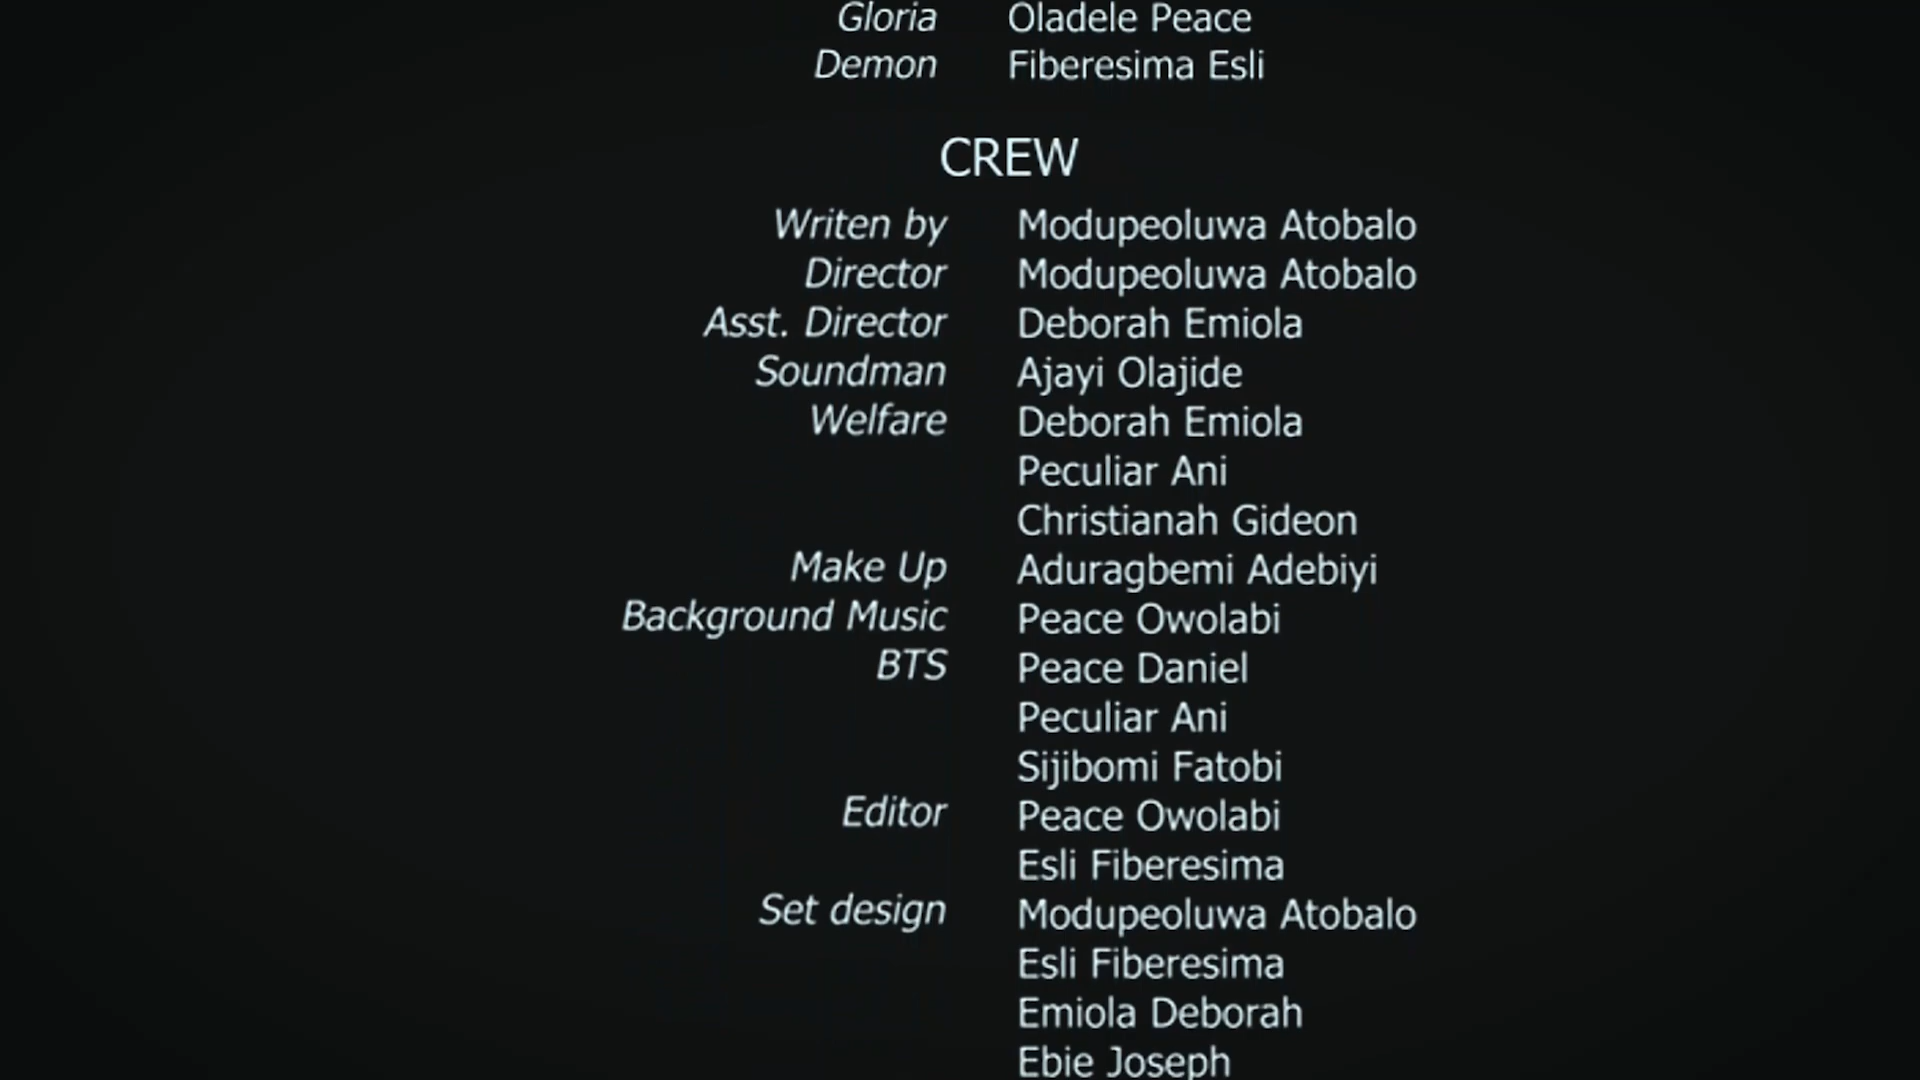 Gloria Oladele Peace
Demon Fiberesima Esli
CREW
Writen by Modupeoluwa Atobalo
Director Modupeoluwa Atobalo
Asst. Director Deborah Emiola
Soundman Ajayi Olajide
Welfare Deborah Emiola
Peculiar Ani
Christianah Gideon
Make Up Aduragbemi Adebiyi
Background Music Peace Owolabi
BTS Peace Daniel
Peculiar Ani
Sijibomi Fatobi
Editor Peace Owolabi
Esli Fiberesima
Set design Modupeoluwa Atobalo
Esli Fiberesima
Emiola Deborah
Ebie Joseph